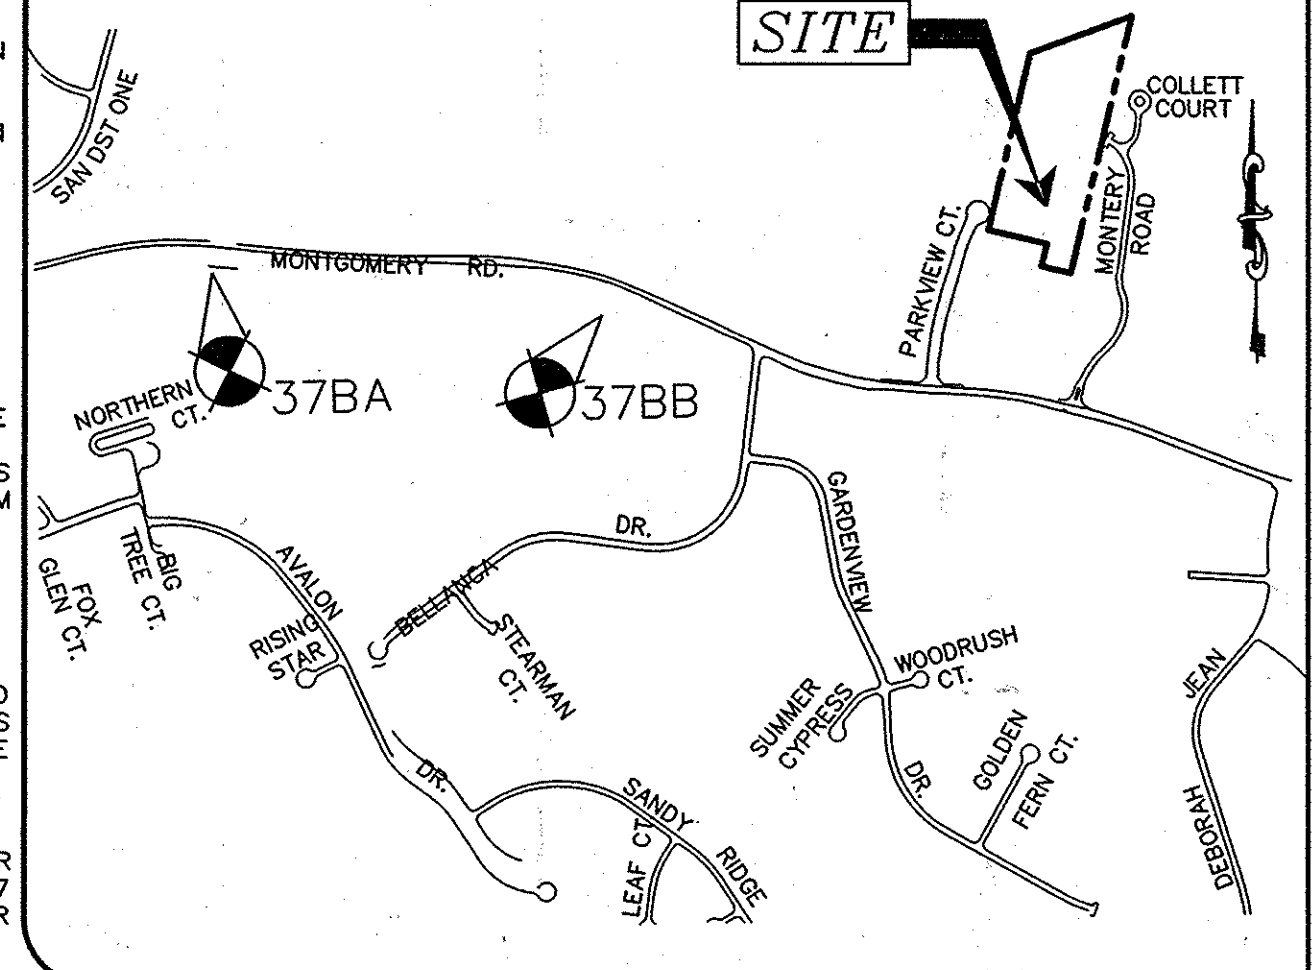 SITE
COLLETT
COURT
SAN DST ONE
MONTERY
ROAD
PARKVIEW CT.
MONTGOMERY RD.
37BA
37BB
NORTHERN
CT.
GARDENVIEW
DR.
BIG
TREE CT.
FOX
GLEN CT.
AVALON
BELLANCA
RISING
STAR
STEARMAN
CT.
WOODRUSH
CT.
SUMMER
CYPRESS
JEAN
GOLDEN
FERN CT.
DR.
DR.
SANDY
RIDGE
LEAF CT
DEBORAH